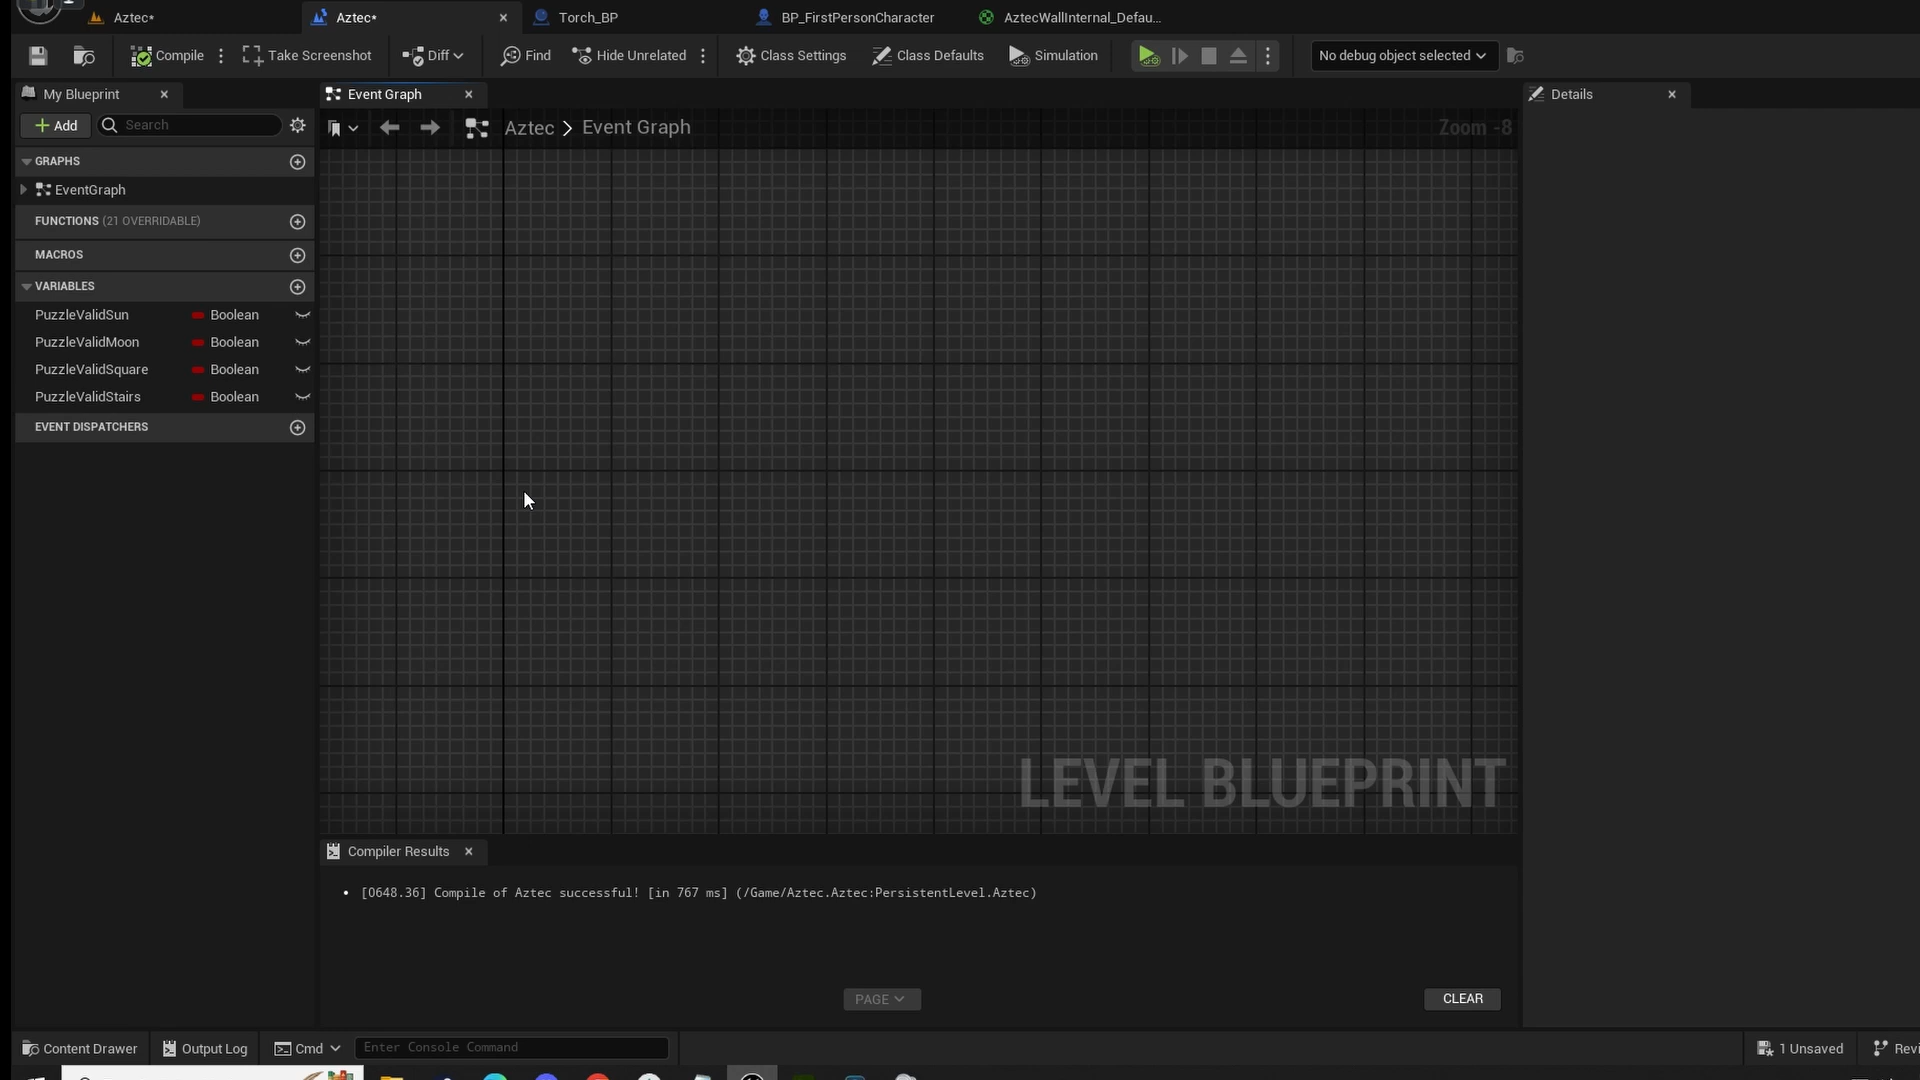 Aztec*
Aztec*
Torch_BP
BP_FirstPersonCharacter
AztecWallInternal_Defau...
Compile
Take Screenshot
Diff
Find
Hide Unrelated
Class Settings
Class Defaults
Simulation
No debug object selected
My Blueprint
Event Graph
Details
Add
Search
Aztec > Event Graph
Zoom -8
GRAPHS
EventGraph
FUNCTIONS (21 OVERRIDABLE)
MACROS
VARIABLES
PuzzleValidSun Boolean
PuzzleValidMoon Boolean
PuzzleValidSquare Boolean
PuzzleValidStairs Boolean
EVENT DISPATCHERS
LEVEL BLUEPRINT
Compiler Results
[0648.36] Compile of Aztec successful! [in 767 ms] (/Game/Aztec.Aztec:PersistentLevel.Aztec)
PAGE
CLEAR
Content Drawer
Output Log
Cmd
Enter Console Command
1 Unsaved
Revi